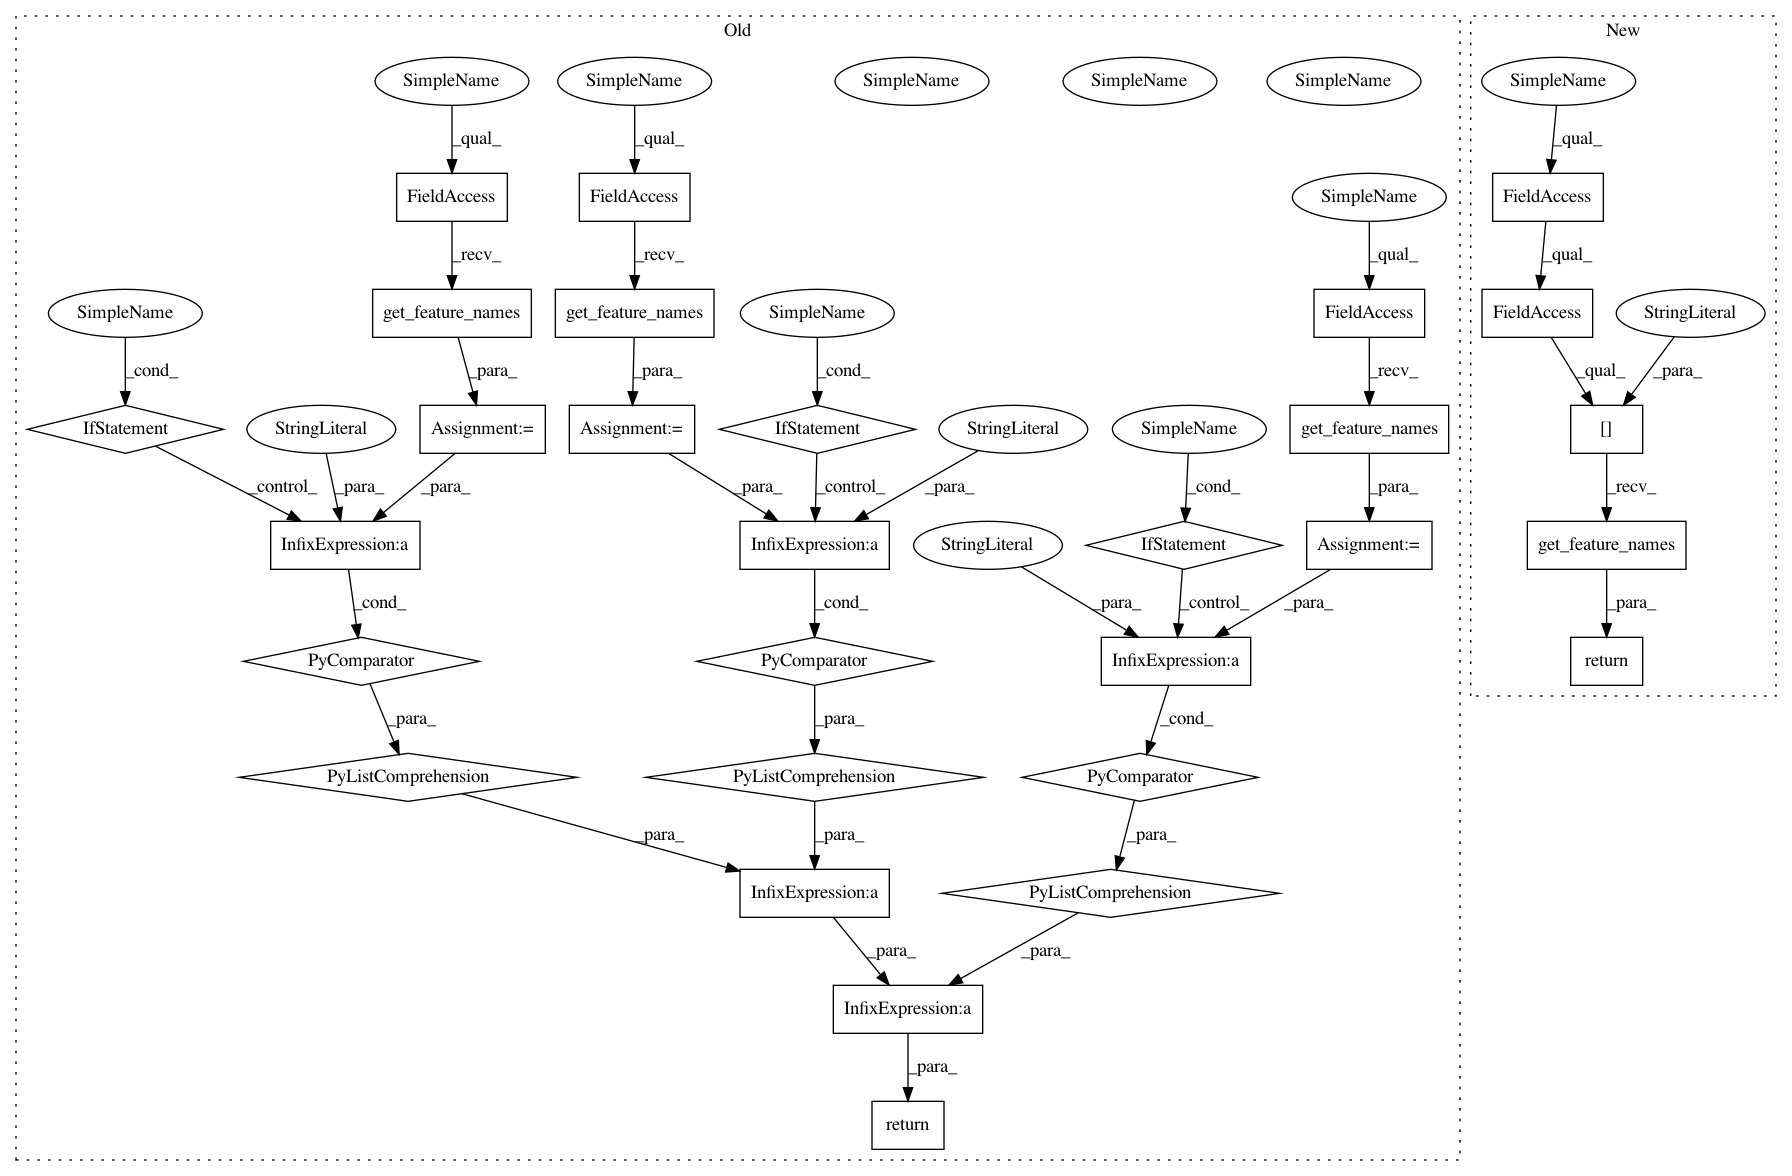 Old
New
SimpleName
SimpleName
SimpleName
SimpleName
SimpleName
SimpleName
_qual_
_qual_
_qual_
FieldAccess
FieldAccess
SimpleName
FieldAccess
_recv_
_recv_
_qual_
_qual_
SimpleName
get_feature_names
get_feature_names
SimpleName
FieldAccess
FieldAccess
StringLiteral
_cond_
_para_
_para_
_cond_
_recv_
_qual_
_para_
IfStatement
StringLiteral
Assignment:=
Assignment:=
IfStatement
StringLiteral
SimpleName
get_feature_names
[]
_control_
_para_
_para_
_para_
_control_
_para_
_cond_
_para_
_recv_
InfixExpression:a
InfixExpression:a
StringLiteral
IfStatement
Assignment:=
get_feature_names
_cond_
_cond_
_para_
_control_
_para_
_para_
PyComparator
PyComparator
InfixExpression:a
return
_para_
_para_
_cond_
PyListComprehension
PyListComprehension
PyComparator
_para_
_para_
_para_
InfixExpression:a
PyListComprehension
_para_
_para_
InfixExpression:a
_para_
return